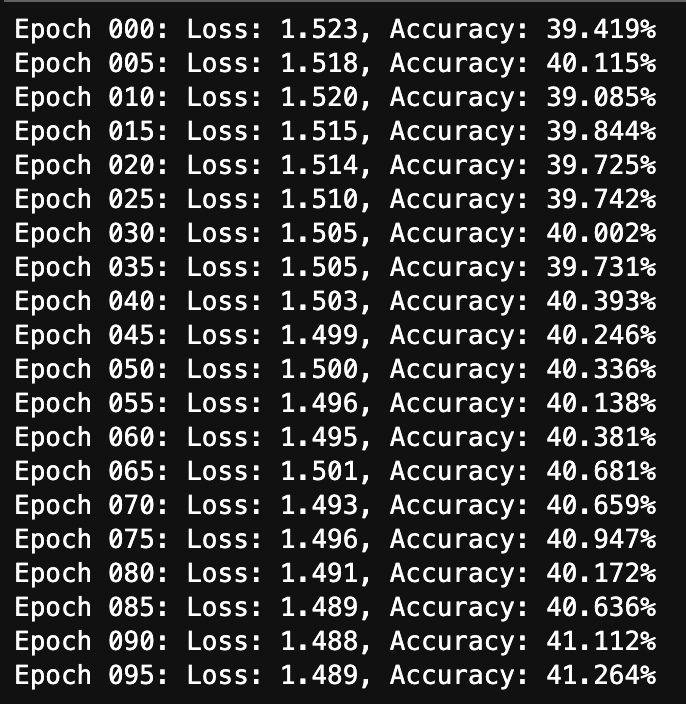 Epoch 000: Loss: 1.523, Accuracy: 39.419%
Epoch 005: Loss: 1.518, Accuracy: 40.115%
Epoch 010: Loss: 1.520, Accuracy: 39.085%
Epoch 015: Loss: 1.515, Accuracy: 39.844%
Epoch 020: Loss: 1.514, Accuracy: 39.725%
Epoch 025: Loss: 1.510, Accuracy: 39.742%
Epoch 030: Loss: 1.505, Accuracy: 40.002%
Epoch 035: Loss: 1.505, Accuracy: 39.731%
Epoch 040: Loss: 1.503, Accuracy: 40.393%
Epoch 045: Loss: 1.499, Accuracy: 40.246%
Epoch 050: Loss: 1.500, Accuracy: 40.336%
Epoch 055: Loss: 1.496, Accuracy: 40.138%
Epoch 060: Loss: 1.495, Accuracy: 40.381%
Epoch 065: Loss: 1.501, Accuracy: 40.681%
Epoch 070: Loss: 1.493, Accuracy: 40.659%
Epoch 075: Loss: 1.496, Accuracy: 40.947%
Epoch 080: Loss: 1.491, Accuracy: 40.172%
Epoch 085: Loss: 1.489, Accuracy: 40.636%
Epoch 090: Loss: 1.488, Accuracy: 41.112%
Epoch 095: Loss: 1.489, Accuracy: 41.264%